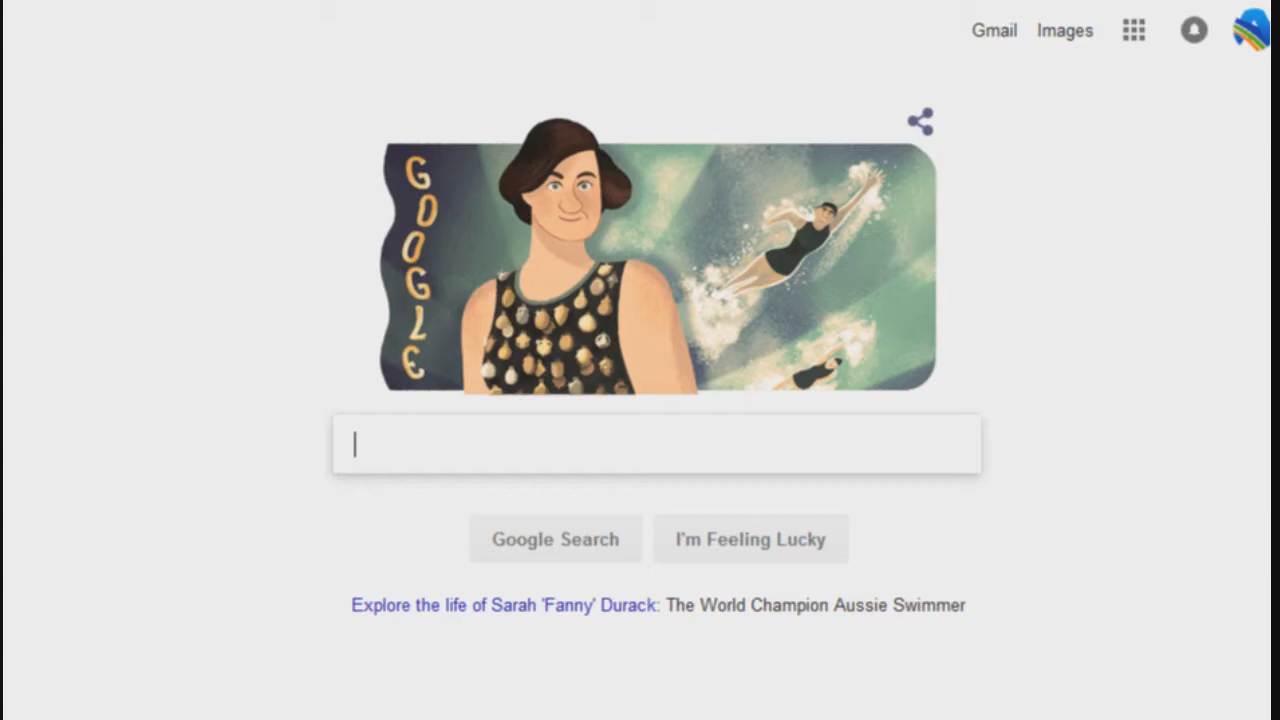 Gmail Images
GOOGLE
Google Search I'm Feeling Lucky
Explore the life of Sarah 'Fanny' Durack: The World Champion Aussie Swimmer